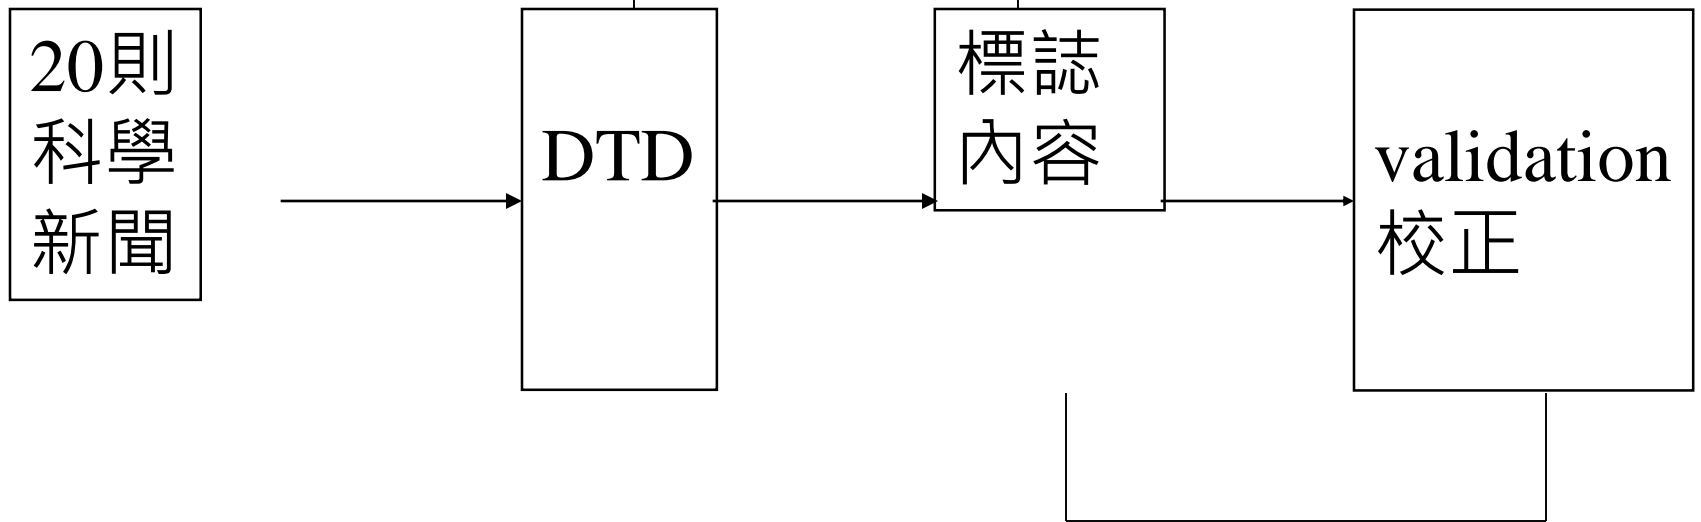 20則
科學
新聞
DTD
標誌
內容
validation
校正